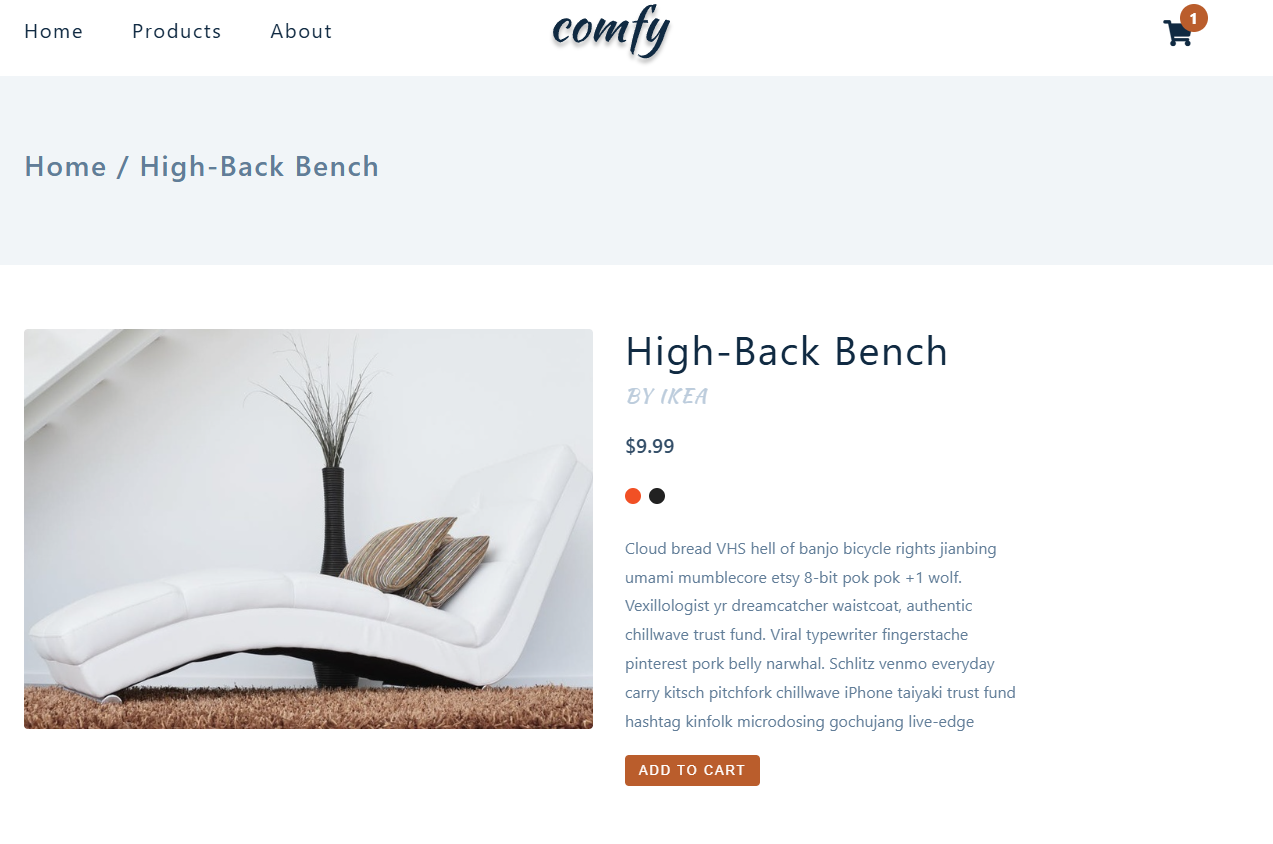 Home Products About comfy 1
Home / High-Back Bench
High-Back Bench
BY IKEA
$9.99
Cloud bread VHS hell of banjo bicycle rights jianbing
umami mumblecore etsy 8-bit pok pok +1 wolf.
Vexillologist yr dreamcatcher waistcoat, authentic
chillwave trust fund. Viral typewriter fingerstache
pinterest pork belly narwhal. Schlitz venmo everyday
carry kitsch pitchfork chillwave iPhone taiyaki trust fund
hashtag kinfolk microdosing gochujang live-edge
ADD TO CART